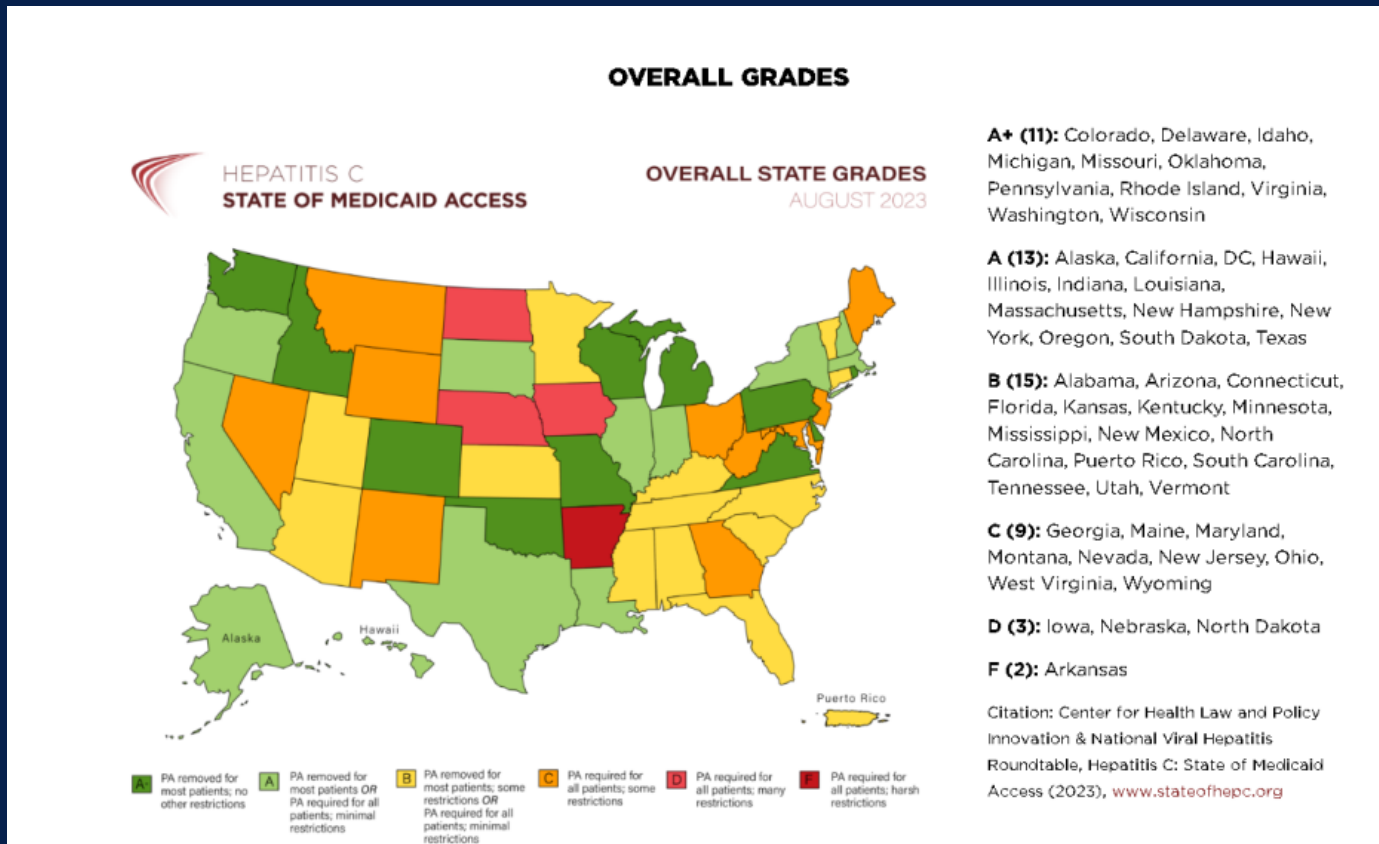 OVERALL GRADES
HEPATITIS C
STATE OF MEDICAID ACCESS
OVERALL STATE GRADES
AUGUST 2023
Alaska
Hawaii
Puerto Rico
A+
PA removed for
most patients; no
other restrictions
A
PA removed for
most patients OR
PA required for all
patients; minimal
restrictions
B
PA removed for
most patients; some
restrictions OR
PA required for all
patients; minimal
restrictions
C
PA required for
all patients; some
restrictions
D
PA required for
all patients; many
restrictions
F
PA required for
all patients; harsh
restrictions
A+ (11): Colorado, Delaware, Idaho,
Michigan, Missouri, Oklahoma,
Pennsylvania, Rhode Island, Virginia,
Washington, Wisconsin
A (13): Alaska, California, DC, Hawaii,
Illinois, Indiana, Louisiana,
Massachusetts, New Hampshire, New
York, Oregon, South Dakota, Texas
B (15): Alabama, Arizona, Connecticut,
Florida, Kansas, Kentucky, Minnesota,
Mississippi, New Mexico, North
Carolina, Puerto Rico, South Carolina,
Tennessee, Utah, Vermont
C (9): Georgia, Maine, Maryland,
Montana, Nevada, New Jersey, Ohio,
West Virginia, Wyoming
D (3): Iowa, Nebraska, North Dakota
F (2): Arkansas
Citation: Center for Health Law and Policy
Innovation & National Viral Hepatitis
Roundtable, Hepatitis C: State of Medicaid
Access (2023), www.stateofhepc.org